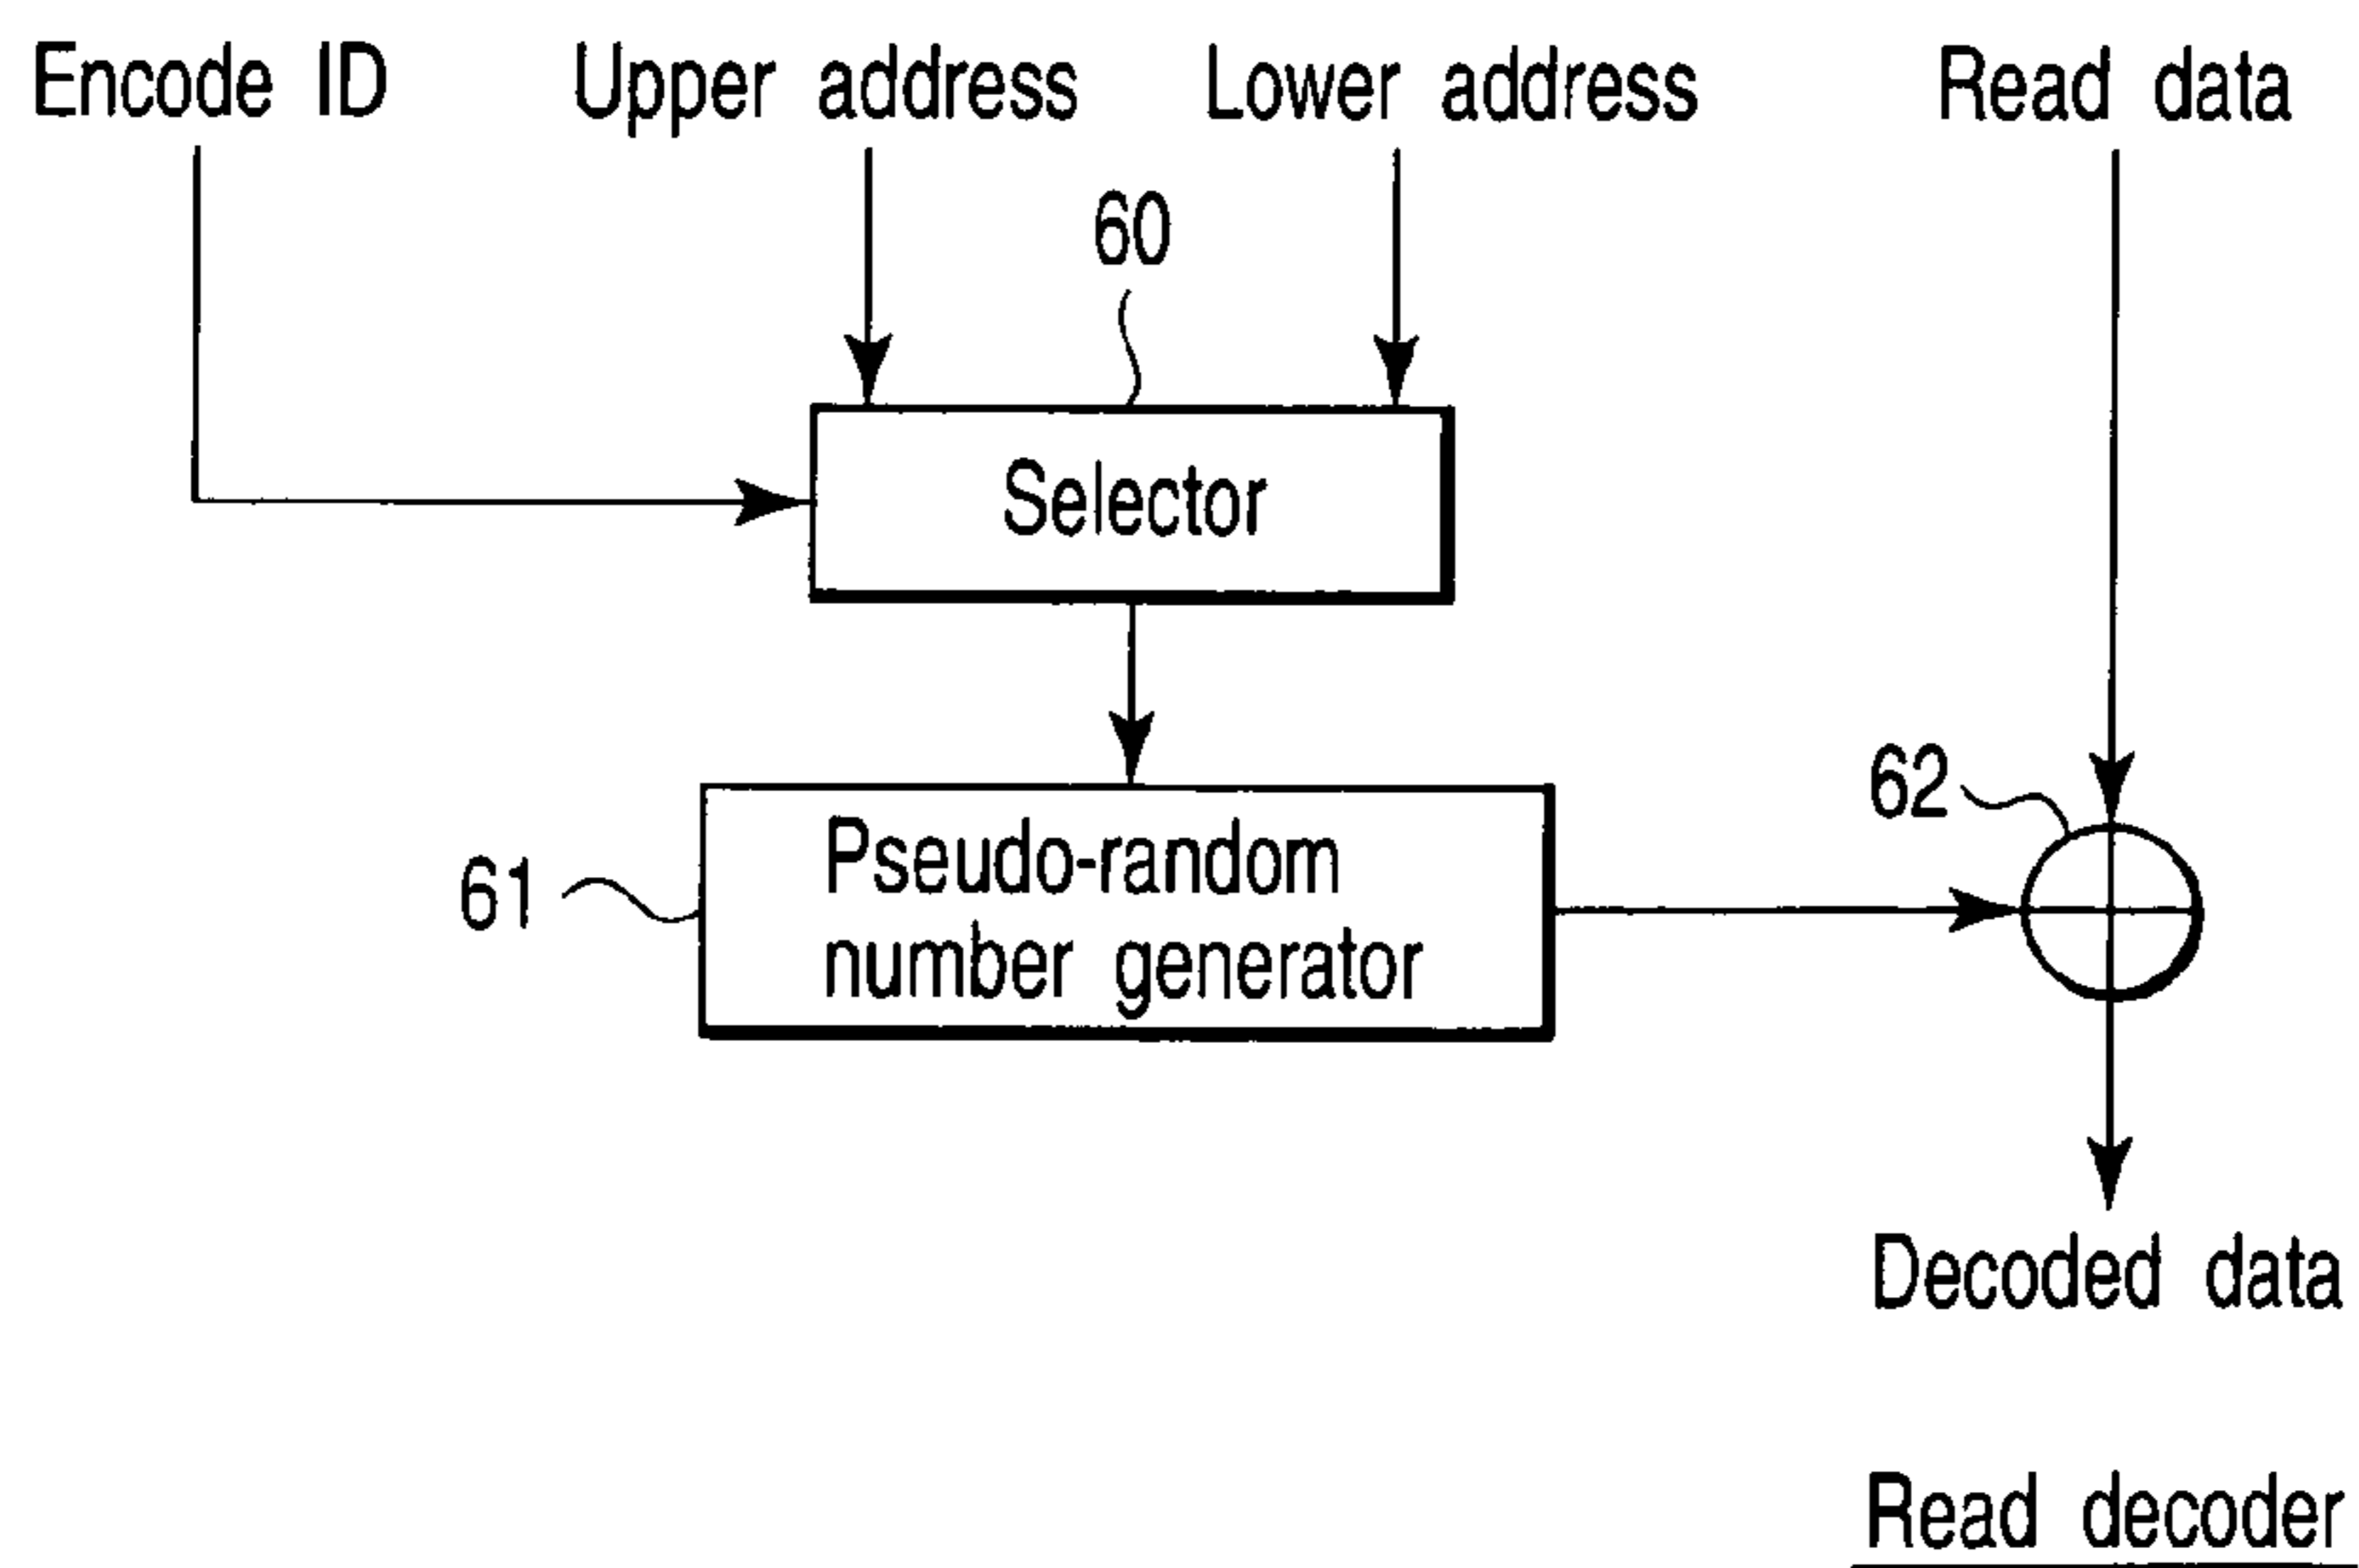 Encode ID
Upper address
Lower address
Read data
60
Selector
62
61
Pseudo-random
number generator
Decoded data
Read decoder